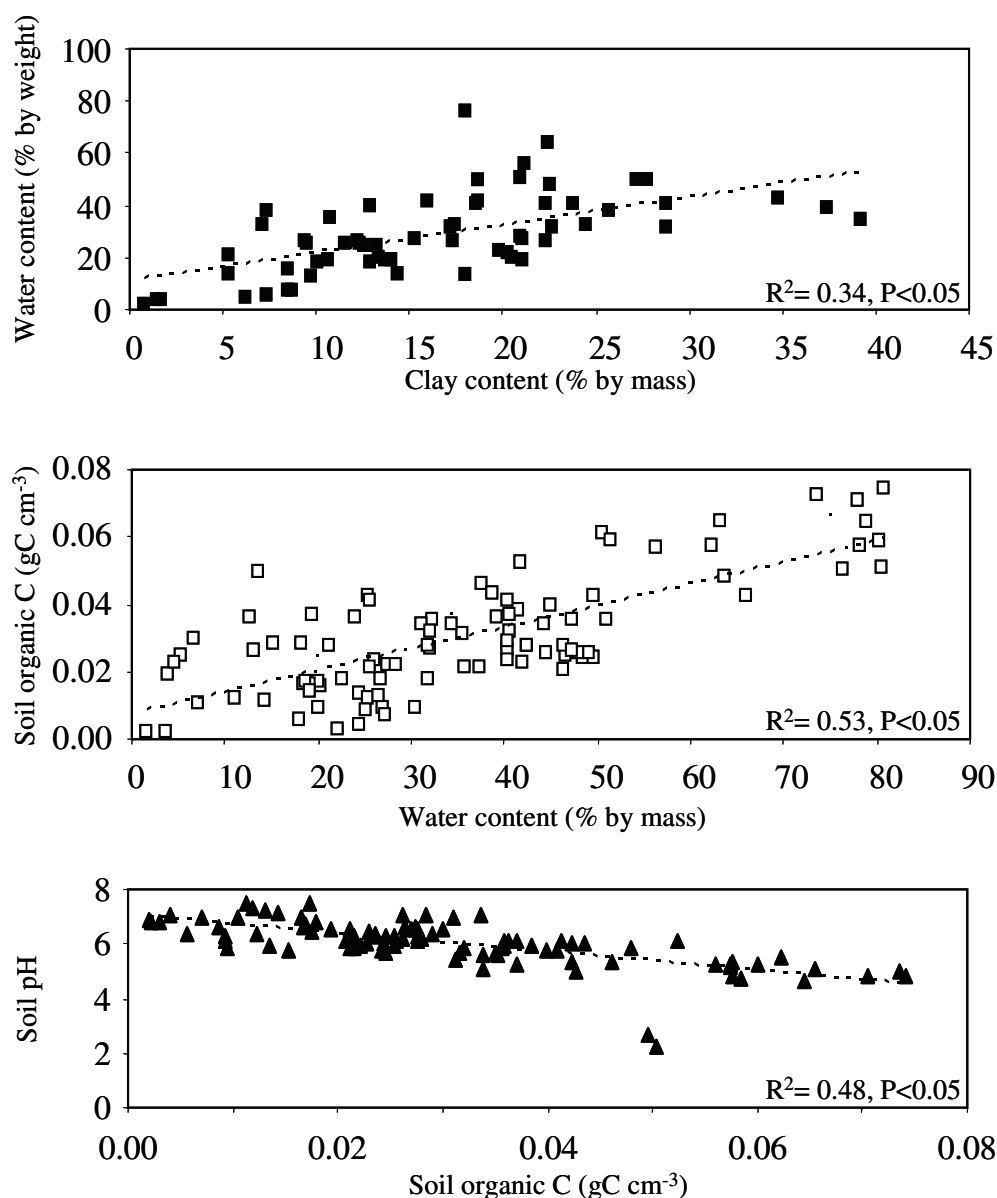 Water content (% by weight)
100
80
60
40
20
0
R²= 0.34, P<0.05
0 5 10 15 20 25 30 35 40 45
Clay content (% by mass)
Soil organic C (gC cm⁻³)
0.08
0.06
0.04
0.02
0.00
R²= 0.53, P<0.05
0 10 20 30 40 50 60 70 80 90
Water content (% by mass)
Soil pH
8
6
4
2
0
R²= 0.48, P<0.05
0.00 0.02 0.04 0.06 0.08
Soil organic C (gC cm⁻³)